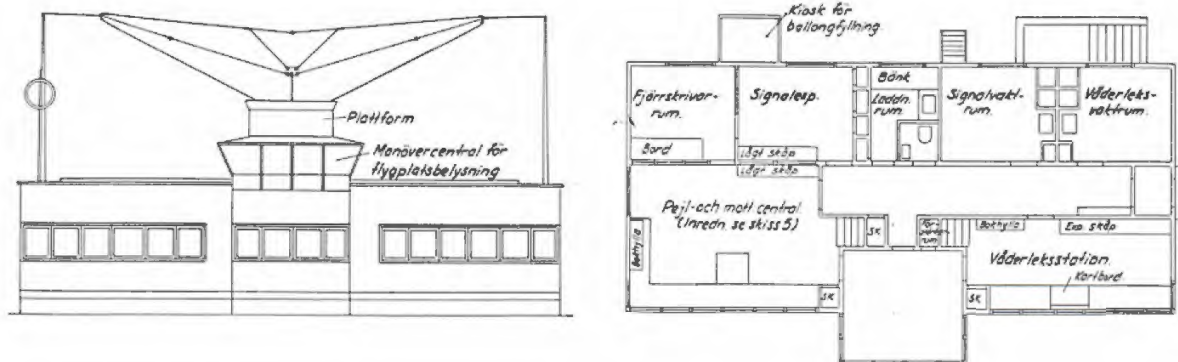 Plattform
Manövercentral för
flygplatsbelysning
Kiosk för
ballongfyllning.
Fjärrskrivar-
rum.
Bord
Signalexp.
Lågt skåp
Lågt skåp
Bänk
Laddn.
rum.
Signalvakt-
rum.
Väderleks-
vaktrum.
Pejl- och mott. central.
(Inredn. se skiss 5)
Bokhylla
SK
SK
Bokhylla
Exp. skåp
Väderleksstation.
Kartbord.
SK